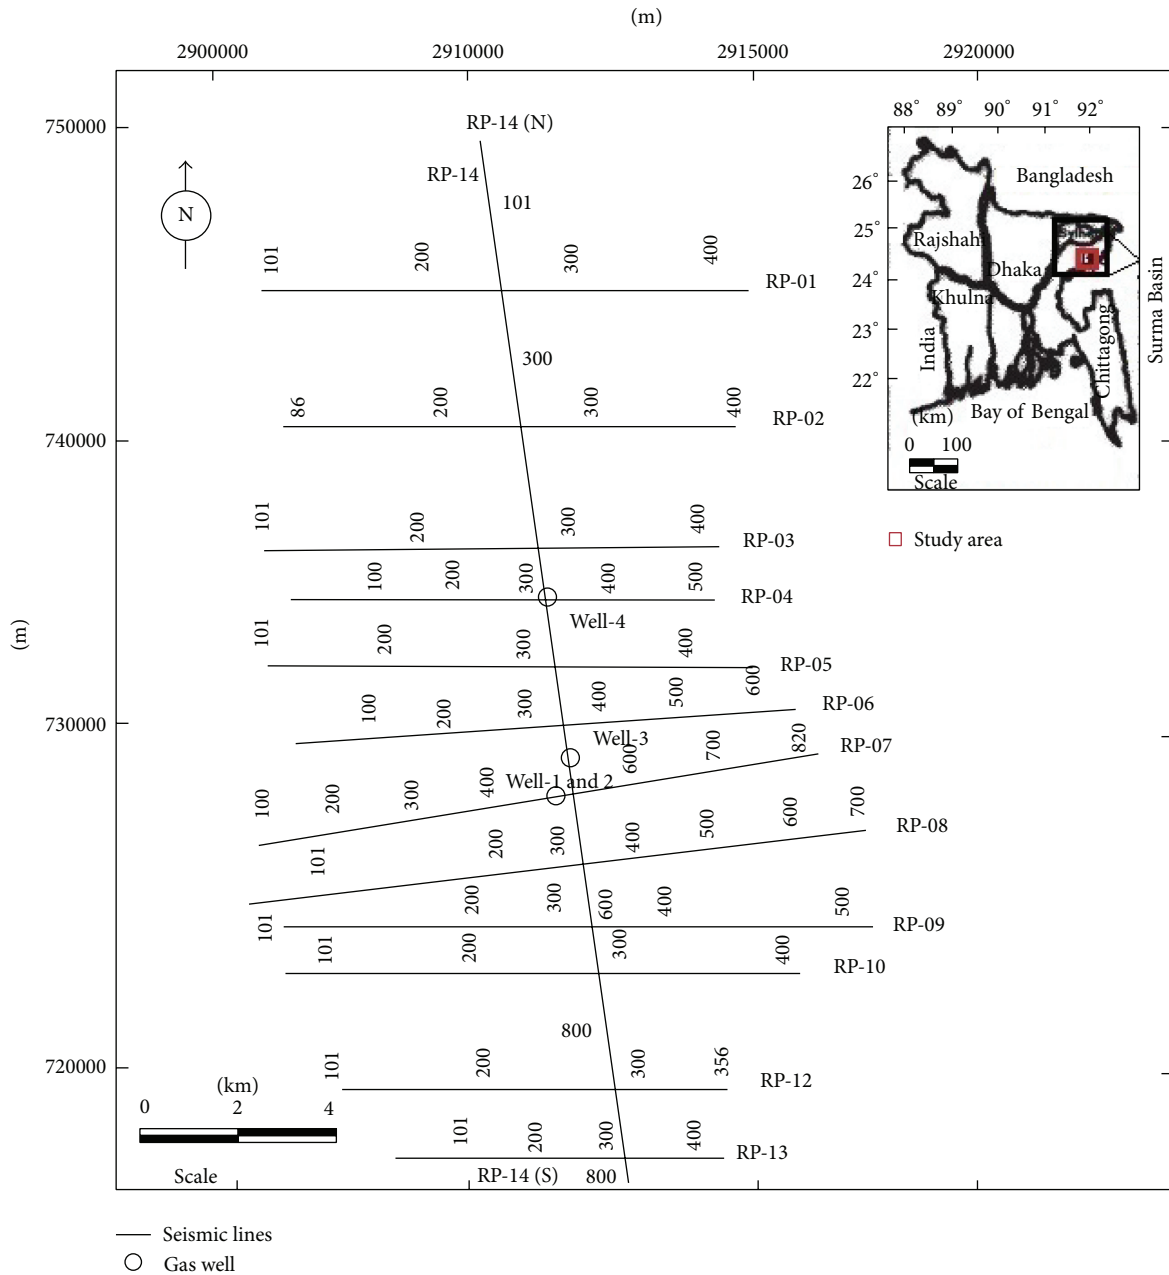 (m)
2900000 2910000 2915000 2920000
750000
740000
730000
720000
(m)
N
RP-14 (N)
RP-14
101
101 200 300 400
RP-01
300
86 200 300 400
RP-02
101 200 300 400
RP-03
100 200 300 400 500
RP-04
Well-4
101 200 300 400
RP-05
100 200 300 400 500 600
RP-06
Well-3
100 200 300 400 600 700 820
RP-07
Well-1 and 2
101 200 300 400 500 600 700
RP-08
101 200 300 600 400 500
RP-09
101 200 300 400
RP-10
800
101 200 300 356
RP-12
101 200 300 400
RP-13
RP-14 (S) 800
(km)
0 2 4
Scale
88° 89° 90° 91° 92°
26°
25°
24°
23°
22°
Bangladesh
Rajshahi
Dhaka
Khulna
India
Chittagong
Bay of Bengal
(km)
0 100
Scale
Surma Basin
Study area
Seismic lines
Gas well